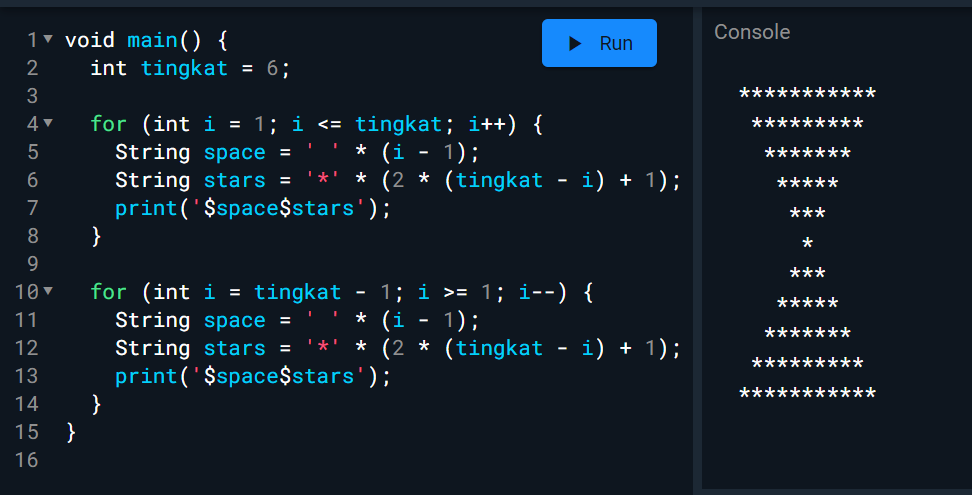 1 void main() {
2   int tingkat = 6;
3
4   for (int i = 1; i <= tingkat; i++) {
5     String space = ' ' * (i - 1);
6     String stars = '*' * (2 * (tingkat - i) + 1);
7     print('$space$stars');
8   }
9
10   for (int i = tingkat - 1; i >= 1; i--) {
11     String space = ' ' * (i - 1);
12     String stars = '*' * (2 * (tingkat - i) + 1);
13     print('$space$stars');
14   }
15 }
16
Run
Console
***********
 *********
  *******
   *****
    ***
     *
    ***
   *****
  *******
 *********
***********